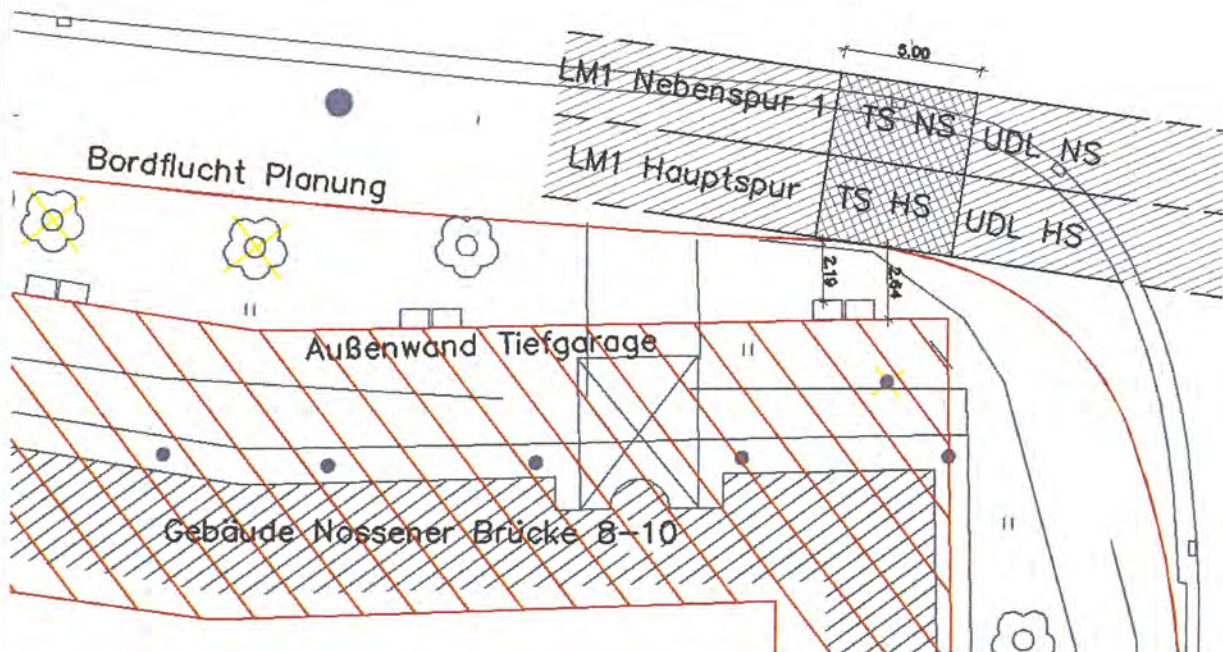 5.00
LM1 Nebenspur 1
TS NS
UDL NS
LM1 Hauptspur
TS HS
UDL HS
Bordflucht Planung
2.19
2.64
Außenwand Tiefgarage
Gebäude Nossener Brücke 8-10